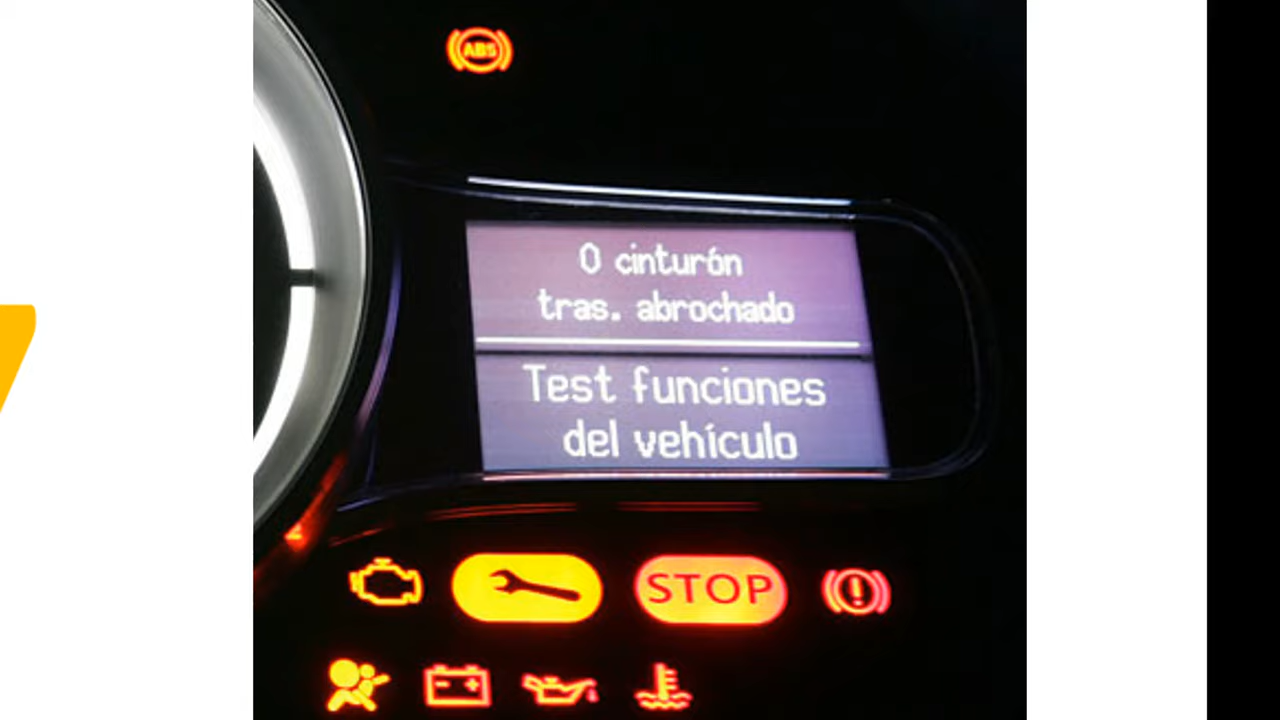 ABS
0 cinturón
tras. abrochado
Test funciones
del vehículo
STOP